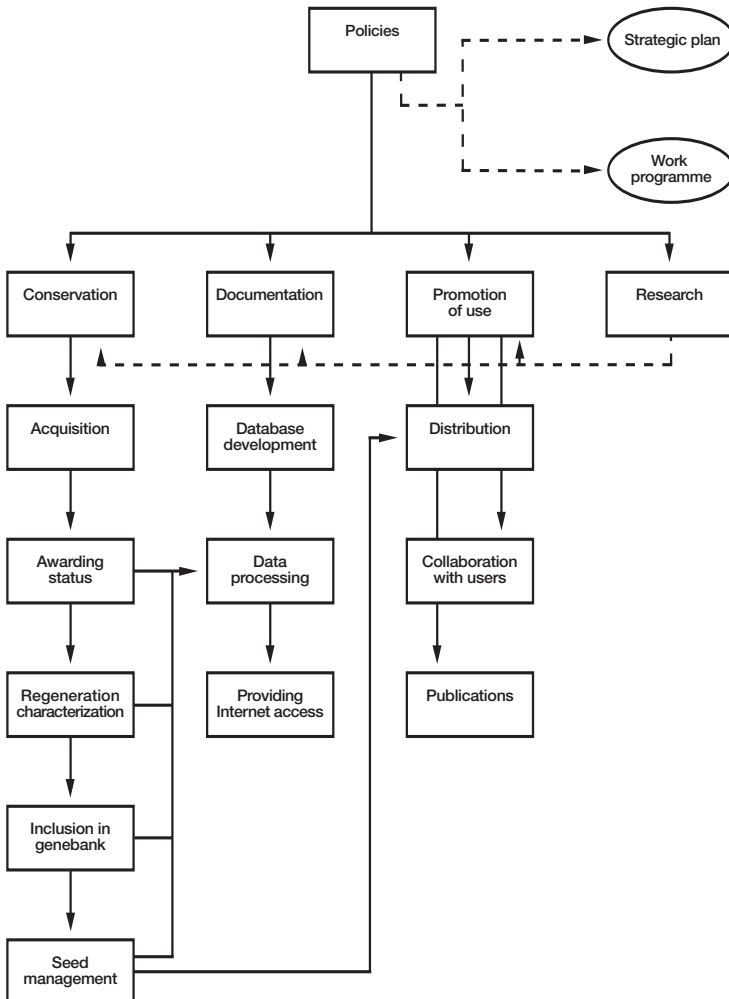 Policies
Strategic plan
Work
programme
Conservation
Documentation
Promotion
of use
Research
Acquisition
Database
development
Distribution
Awarding
status
Data
processing
Collaboration
with users
Regeneration
characterization
Providing
Internet access
Publications
Inclusion in
genebank
Seed
management